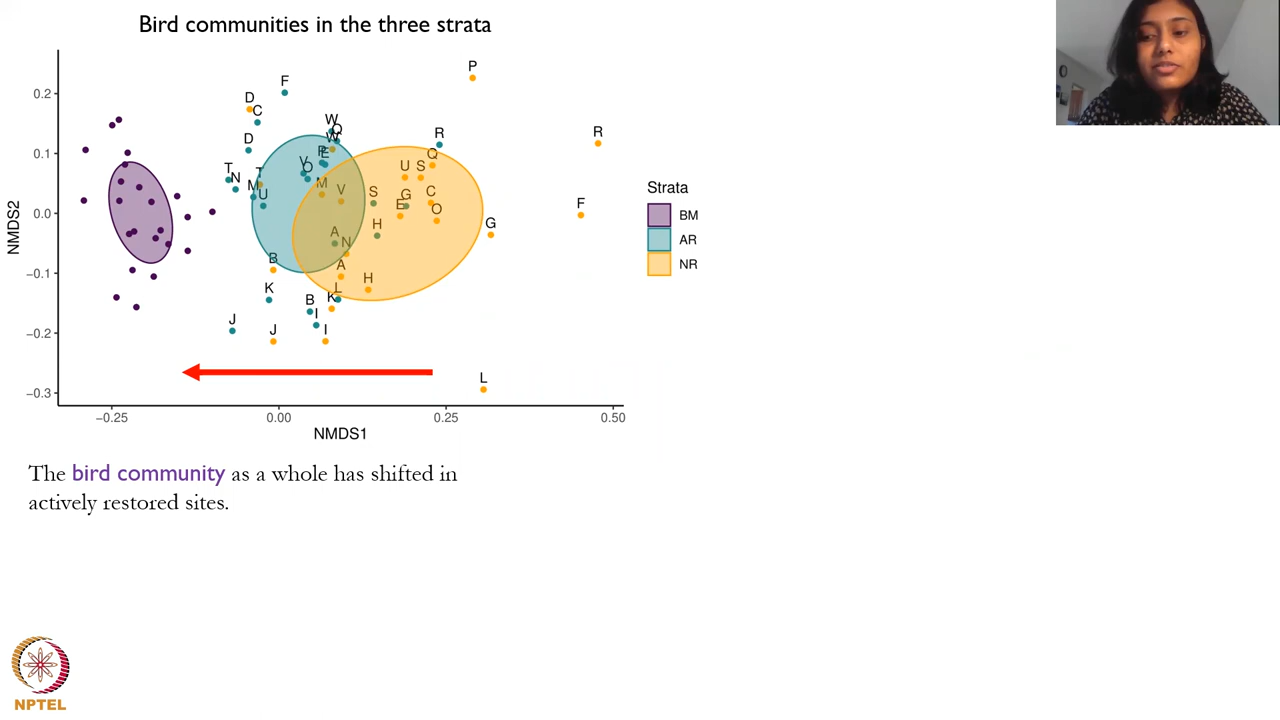 Bird communities in the three strata
P
F
D
C
0.2
W
Q
W
R
R
D
P
E
Q
0.1
V
O
U
S
T
N
T
M
M
V
S
G
C
F
U
E
O
0.0
NMDS2
A
N
H
G
B
A
H
−0.1
K
L
B
K
I
J
J
I
−0.2
L
−0.3
−0.25
0.00
0.25
0.50
NMDS1
Strata
BM
AR
NR
The bird community as a whole has shifted in
actively restored sites.
NPTEL